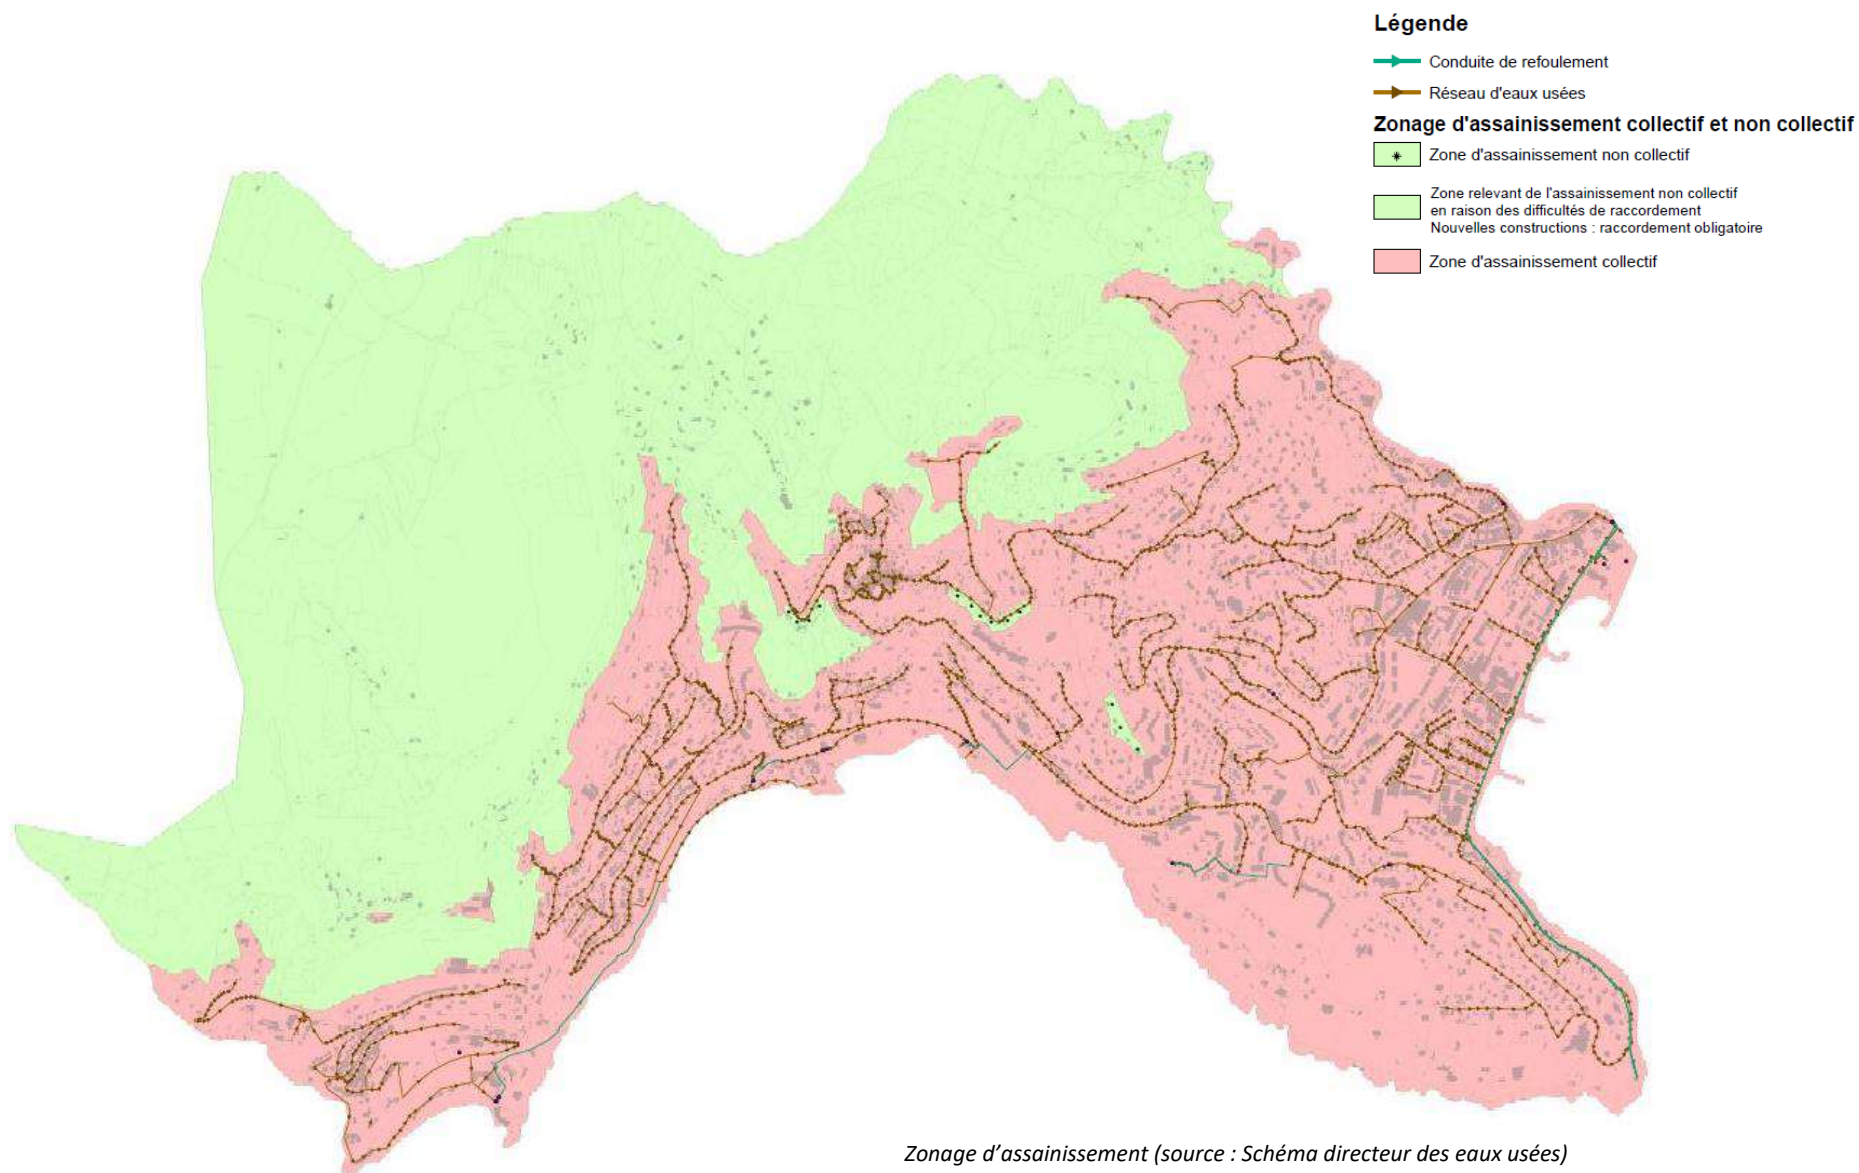 Légende
Conduite de refoulement
Réseau d'eaux usées
Zonage d'assainissement collectif et non collectif
Zone d'assainissement non collectif
Zone relevant de l'assainissement non collectif
en raison des difficultés de raccordement
Nouvelles constructions : raccordement obligatoire
Zone d'assainissement collectif
Zonage d'assainissement (source : Schéma directeur des eaux usées)